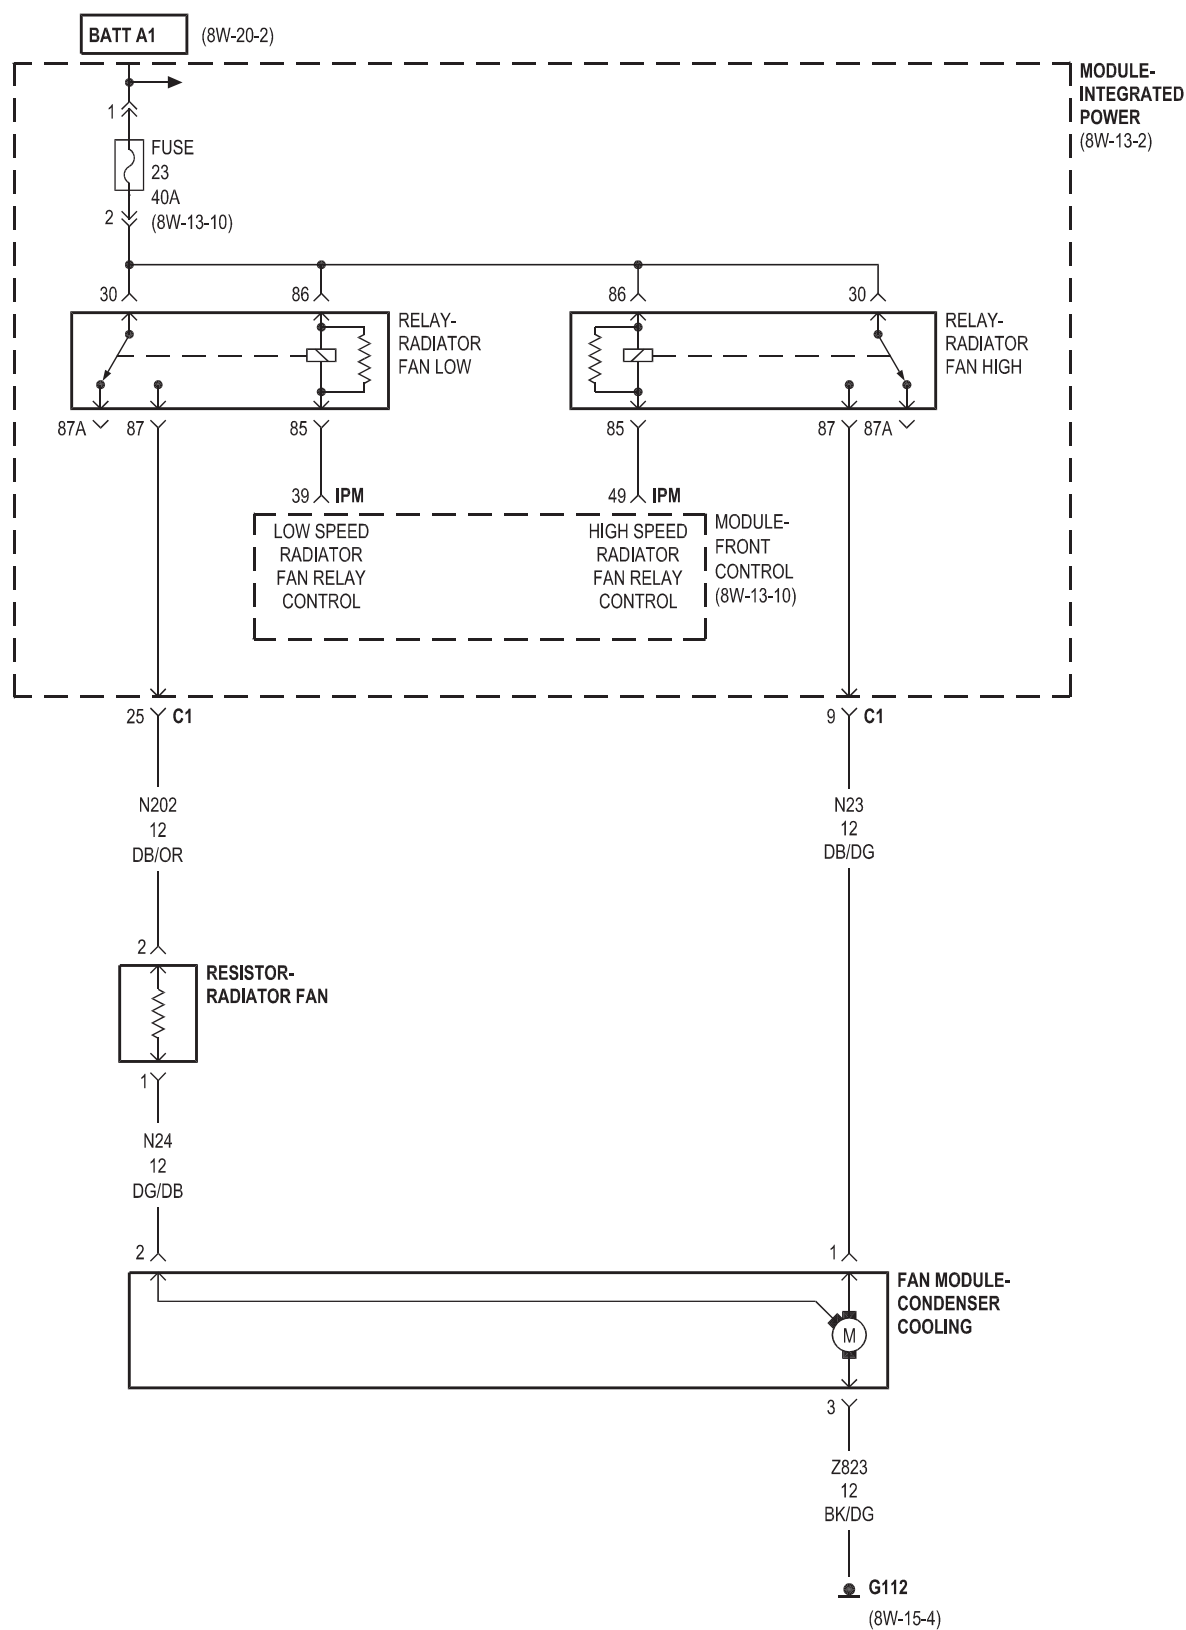 BATT A1 (8W-20-2)
MODULE-
INTEGRATED
POWER
(8W-13-2)
1
FUSE
23
40A
(8W-13-10)
2
30 86 86 30
RELAY-
RADIATOR
FAN LOW
RELAY-
RADIATOR
FAN HIGH
87A 87 85 85 87 87A
39 IPM 49 IPM
LOW SPEED
RADIATOR
FAN RELAY
CONTROL
HIGH SPEED
RADIATOR
FAN RELAY
CONTROL
MODULE-
FRONT
CONTROL
(8W-13-10)
25 C1 9 C1
N202
12
DB/OR
N23
12
DB/DG
2
RESISTOR-
RADIATOR FAN
1
N24
12
DG/DB
2 1
FAN MODULE-
CONDENSER
COOLING
M
3
Z823
12
BK/DG
G112
(8W-15-4)